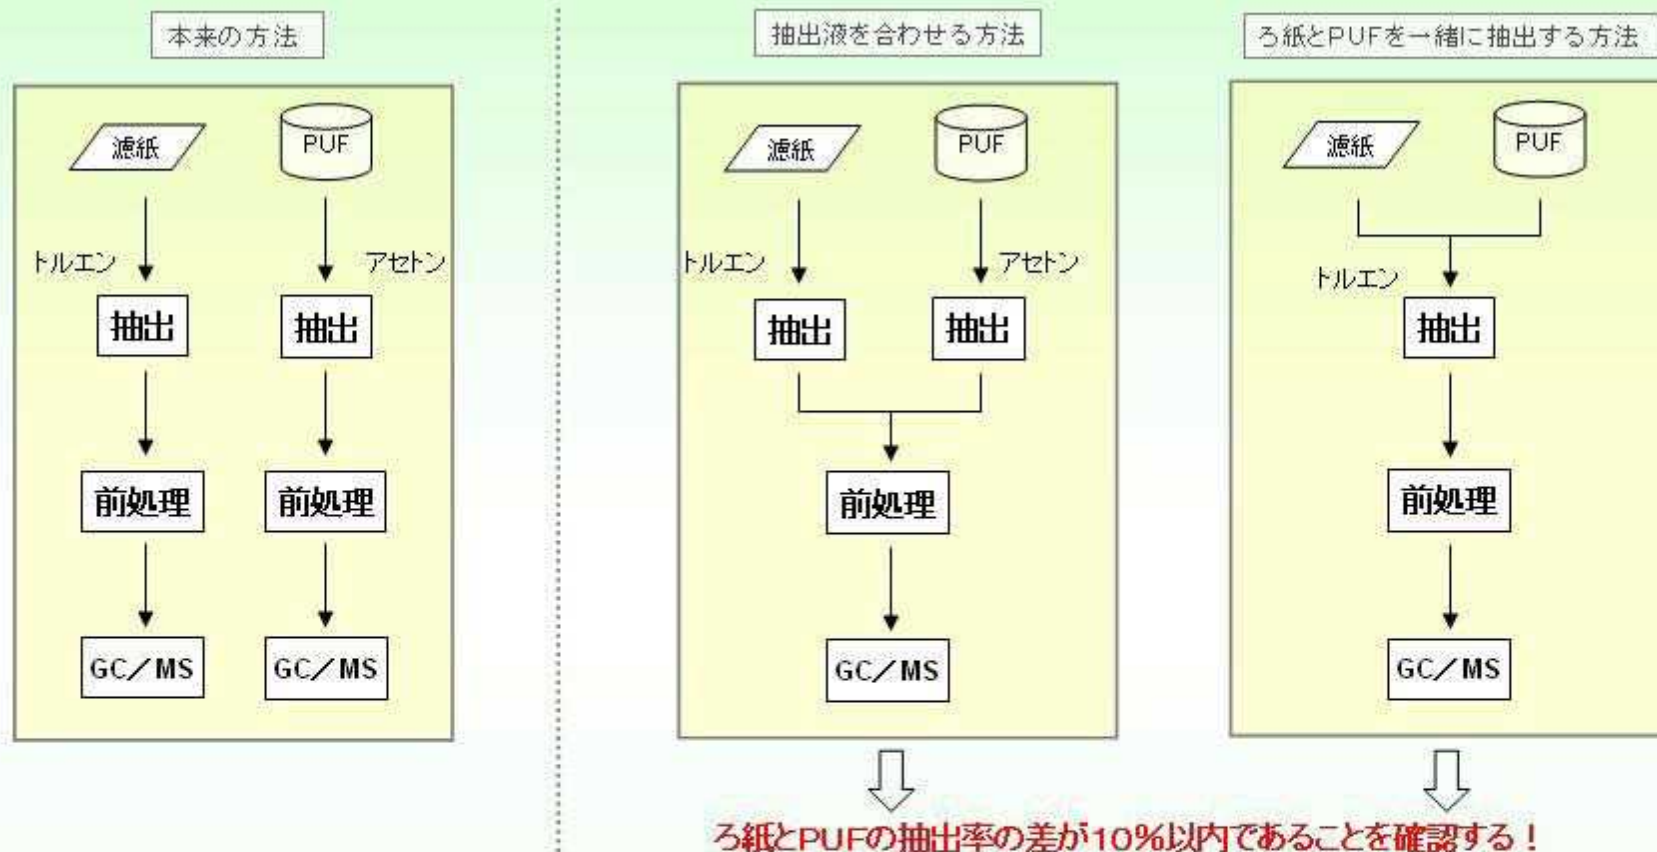 本来の方法
濾紙
PUF
トルエン
アセトン
抽出
抽出
前処理
前処理
GC/MS
GC/MS
抽出液を合わせる方法
濾紙
PUF
トルエン
アセトン
抽出
抽出
前処理
GC/MS
ろ紙とPUFを一緒に抽出する方法
濾紙
PUF
トルエン
抽出
前処理
GC/MS
ろ紙とPUFの抽出率の差が10%以内であることを確認する!